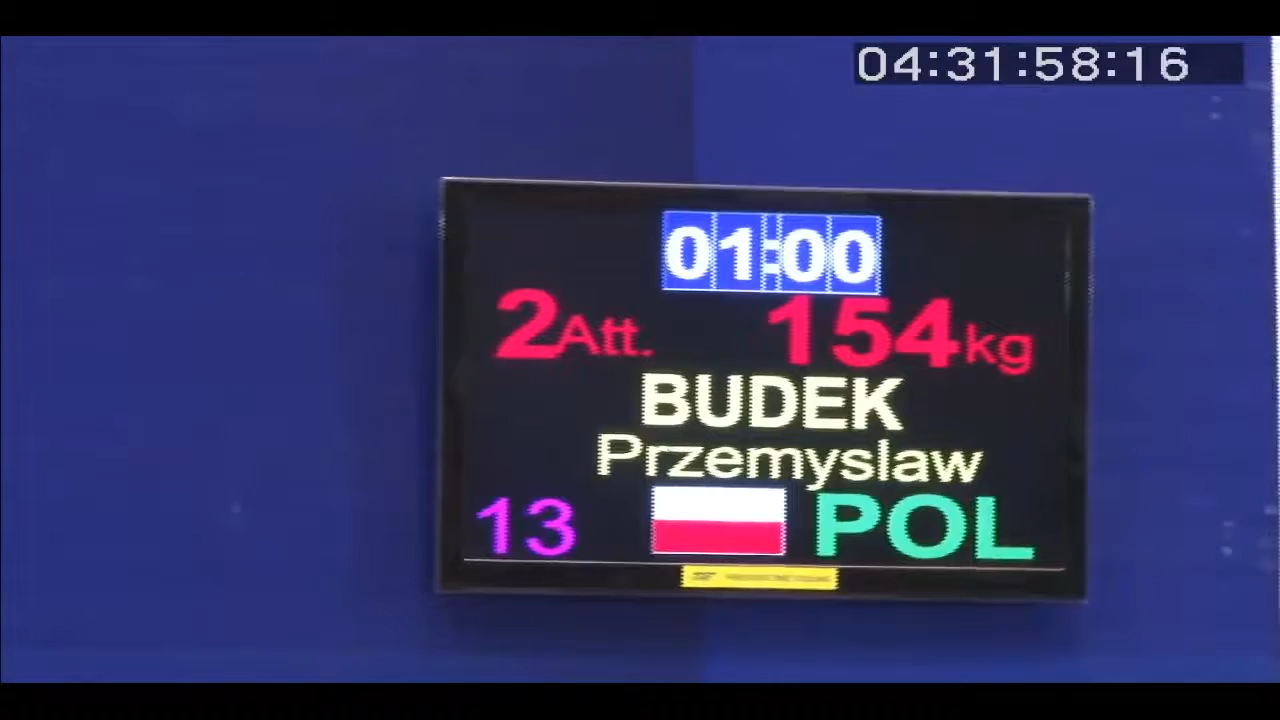 04:31:58:16
01:00
2Att. 154kg
BUDEK
Przemyslaw
13 POL